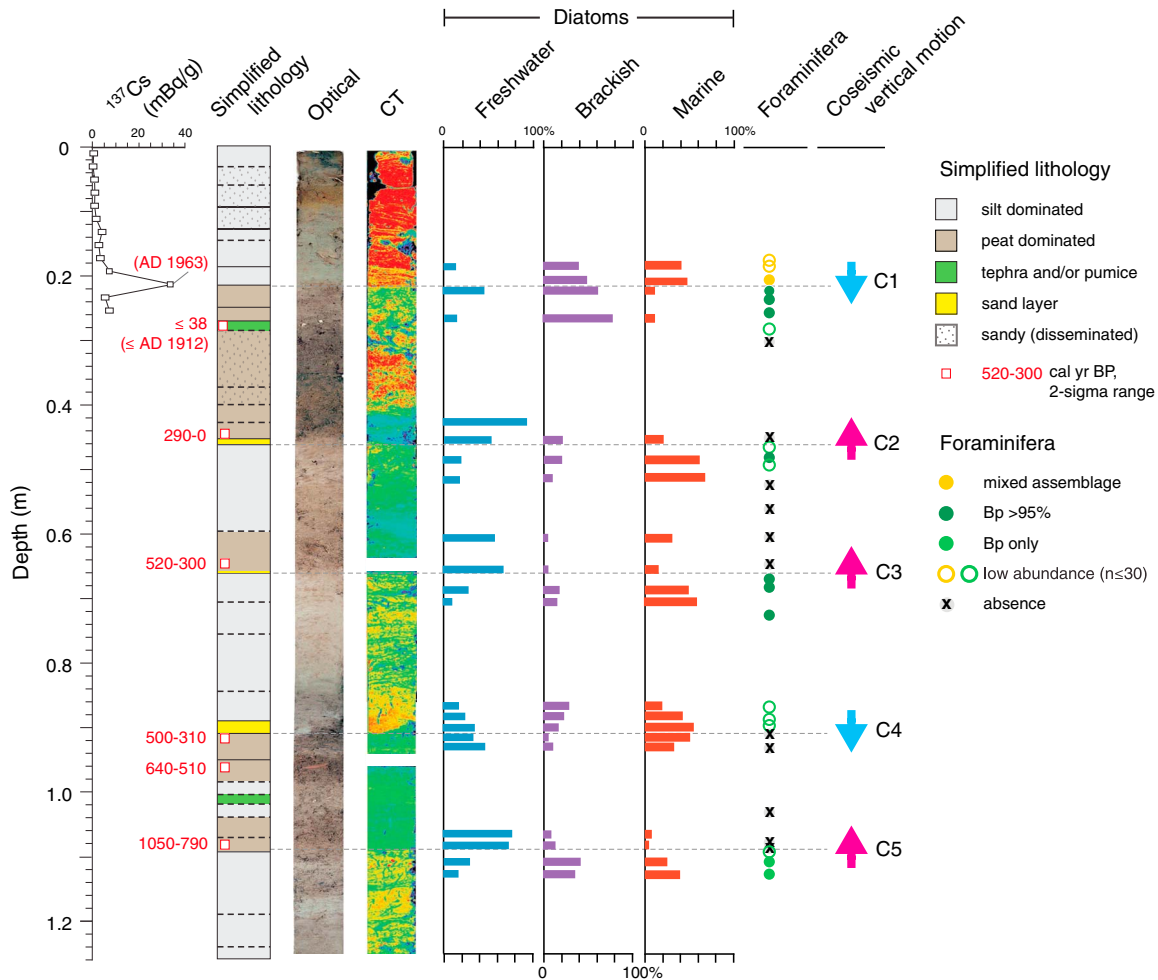 Diatoms
137Cs
(mBq/g)
Simplified
lithology
Optical
CT
Freshwater
Brackish
Marine
Foraminifera
Coseismic
vertical motion
0 20 40
0 100%
0
0 100%
0
0.2
0.4
0.6
0.8
1.0
1.2
Depth (m)
(AD 1963)
≤ 38
(≤ AD 1912)
290-0
520-300
500-310
640-510
1050-790
x
x
x
x
x
x
x
x
x
x
x
C1
C2
C3
C4
C5
0 100%
Simplified lithology
silt dominated
peat dominated
tephra and/or pumice
sand layer
sandy (disseminated)
520-300 cal yr BP,
2-sigma range
Foraminifera
mixed assemblage
Bp >95%
Bp only
low abundance (n≤30)
x absence